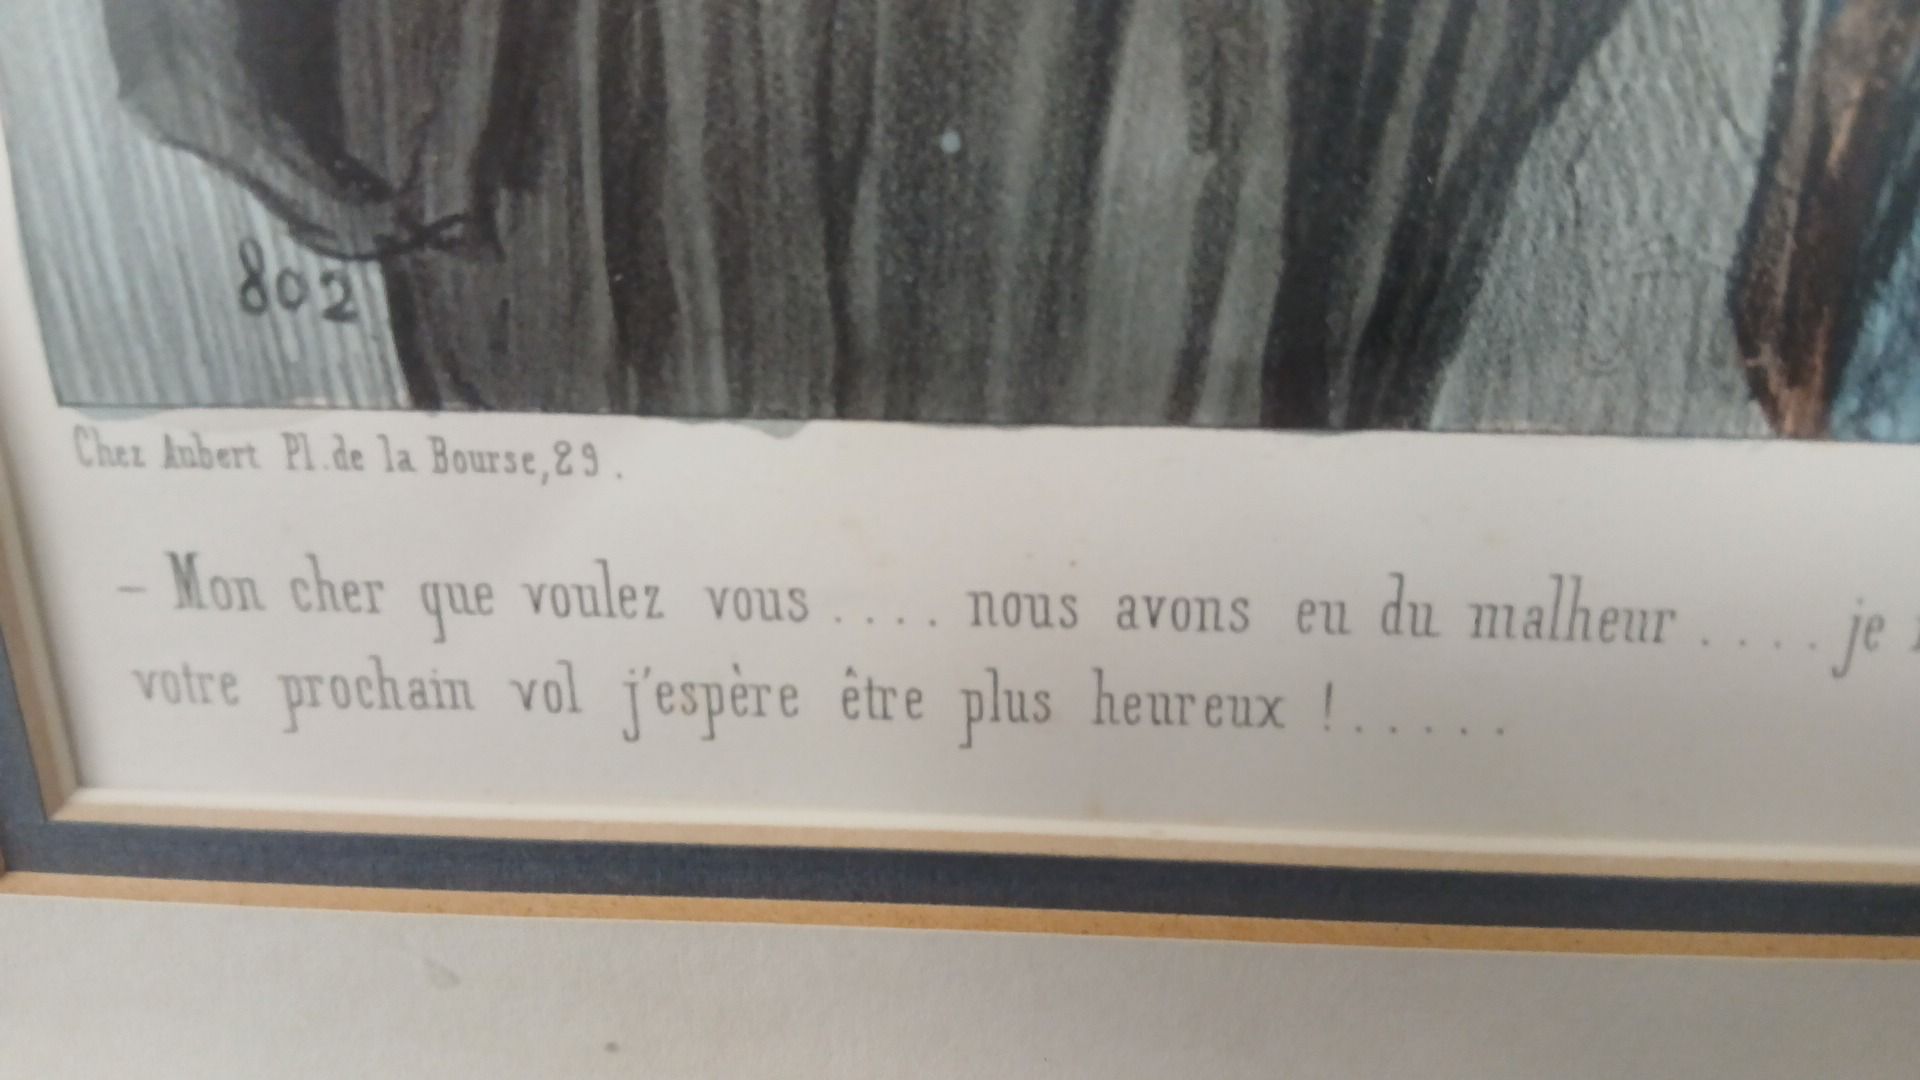 802
Chez Aubert Pl. de la Bourse, 29.
– Mon cher que voulez vous .... nous avons eu du malheur .... je
votre prochain vol j'espère être plus heureux !.....